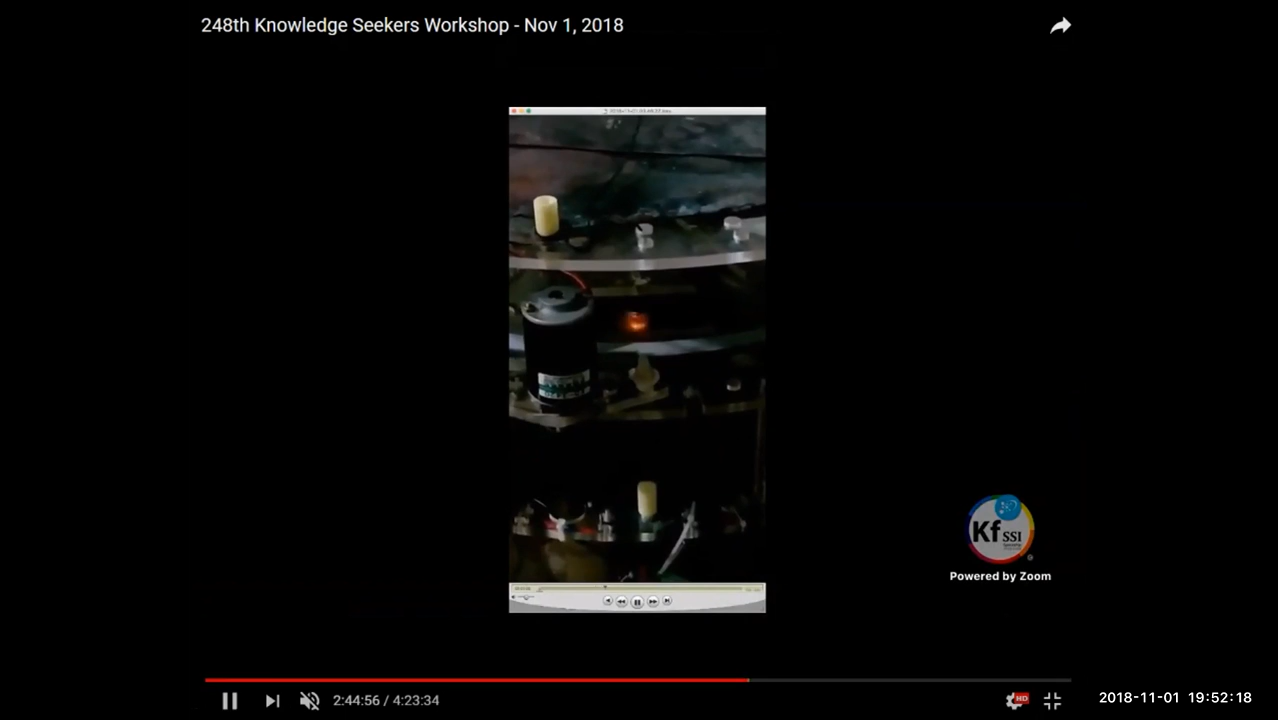 248th Knowledge Seekers Workshop - Nov 1, 2018
Kf SSI
Powered by Zoom
2:44:56 / 4:23:34
HD
2018-11-01 19:52:18